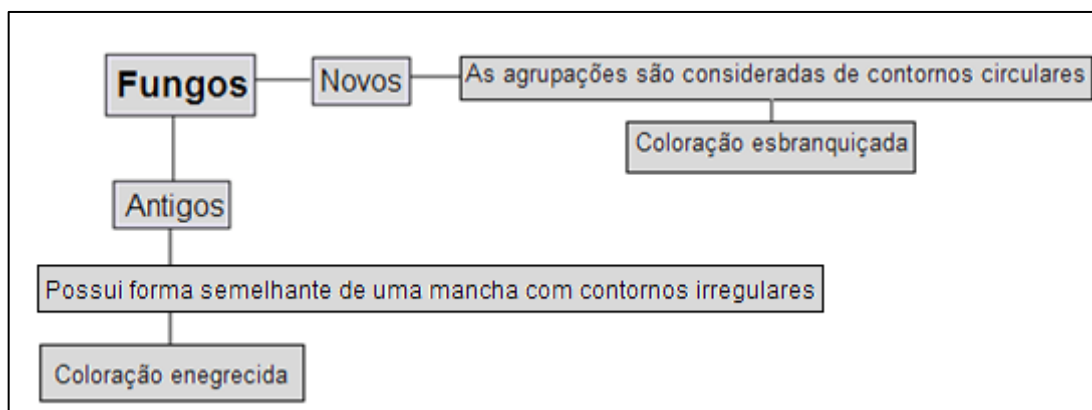 Fungos
Novos
As agrupações são consideradas de contornos circulares
Coloração esbranquiçada
Antigos
Possui forma semelhante de uma mancha com contornos irregulares
Coloração enegrecida